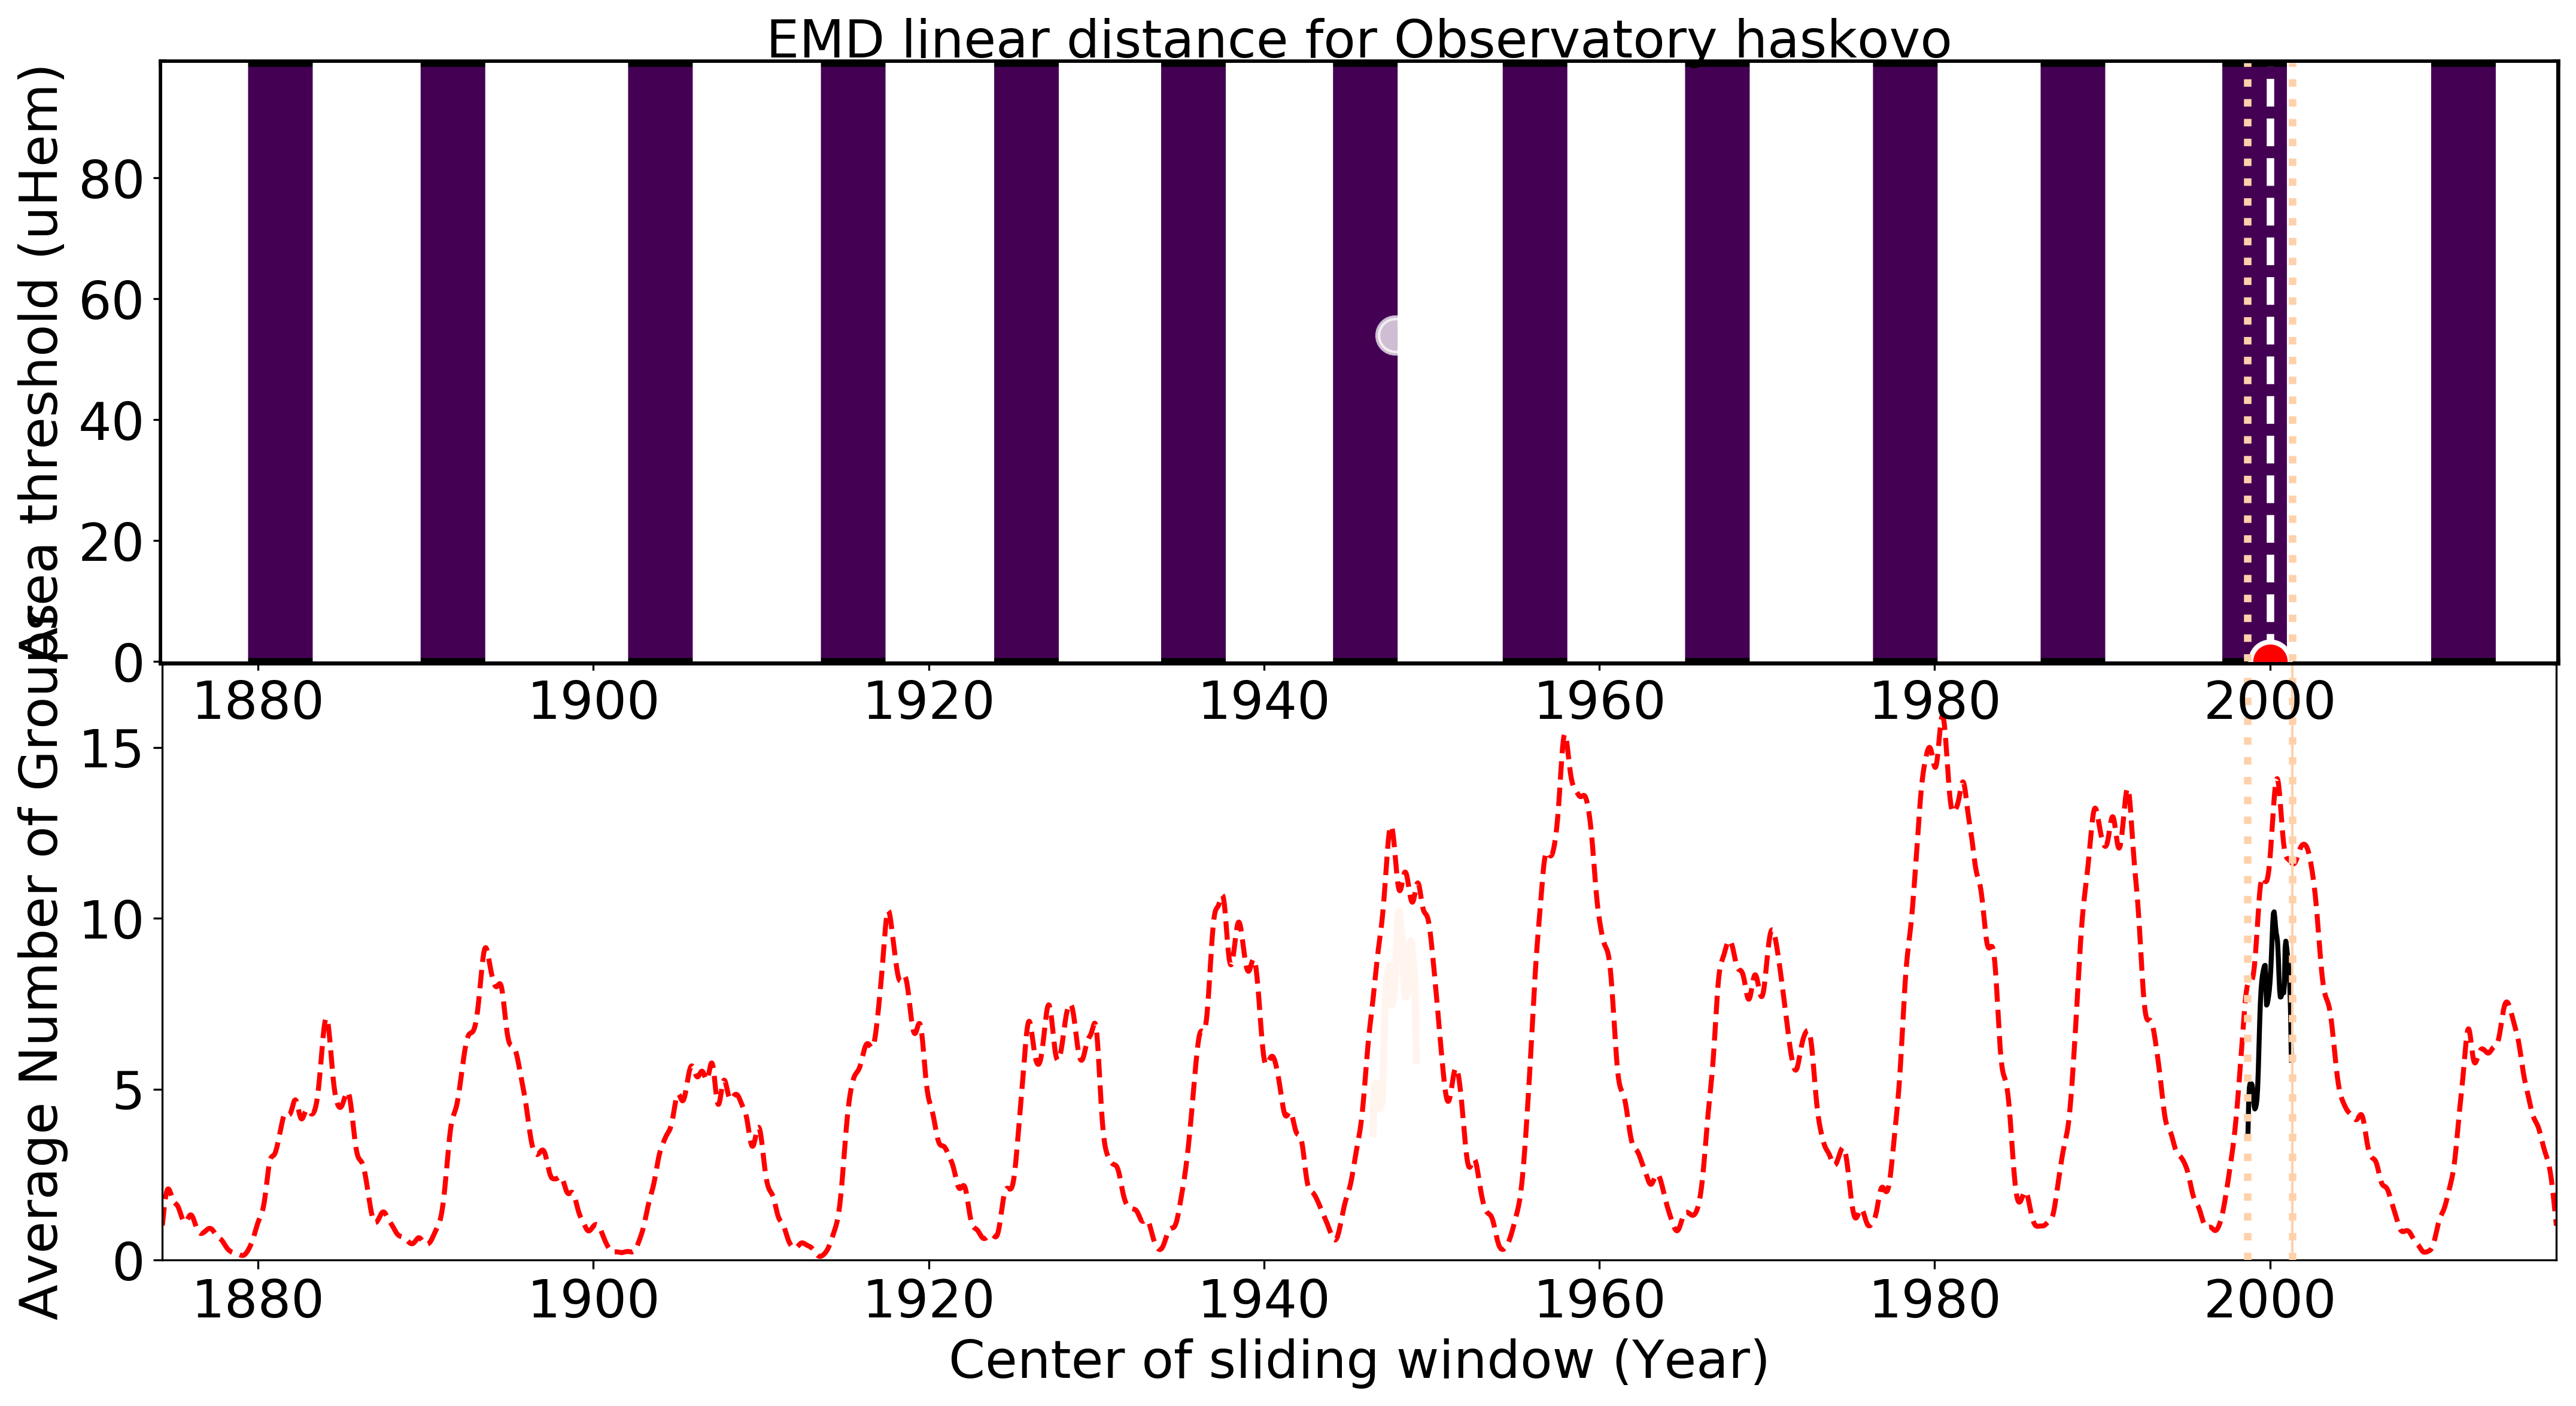 EMD linear distance for Observatory haskovo
Area threshold (uHem)
80
60
40
20
0
1880 1900 1920 1940 1960 1980 2000
Average Number of Groups
15
10
5
0
1880 1900 1920 1940 1960 1980 2000
Center of sliding window (Year)